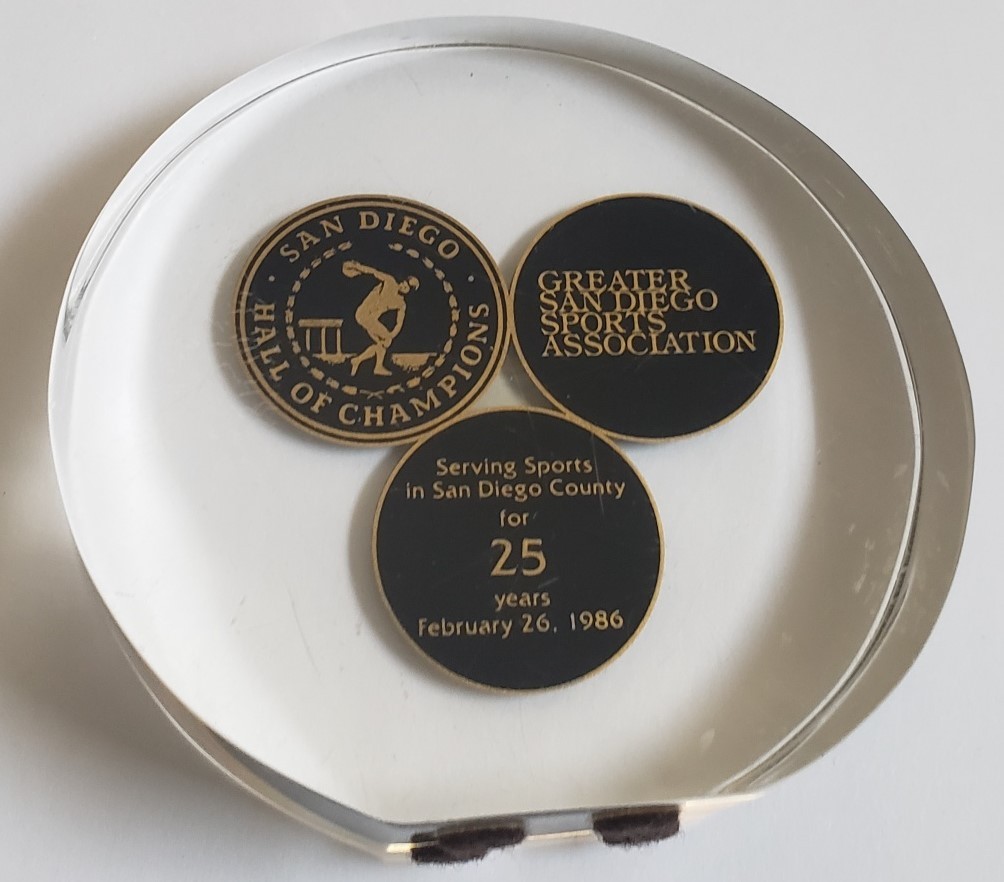 SAN DIEGO
HALL OF CHAMPIONS
GREATER
SAN DIEGO
SPORTS
ASSOCIATION
Serving Sports
in San Diego County
for
25
years
February 26, 1986